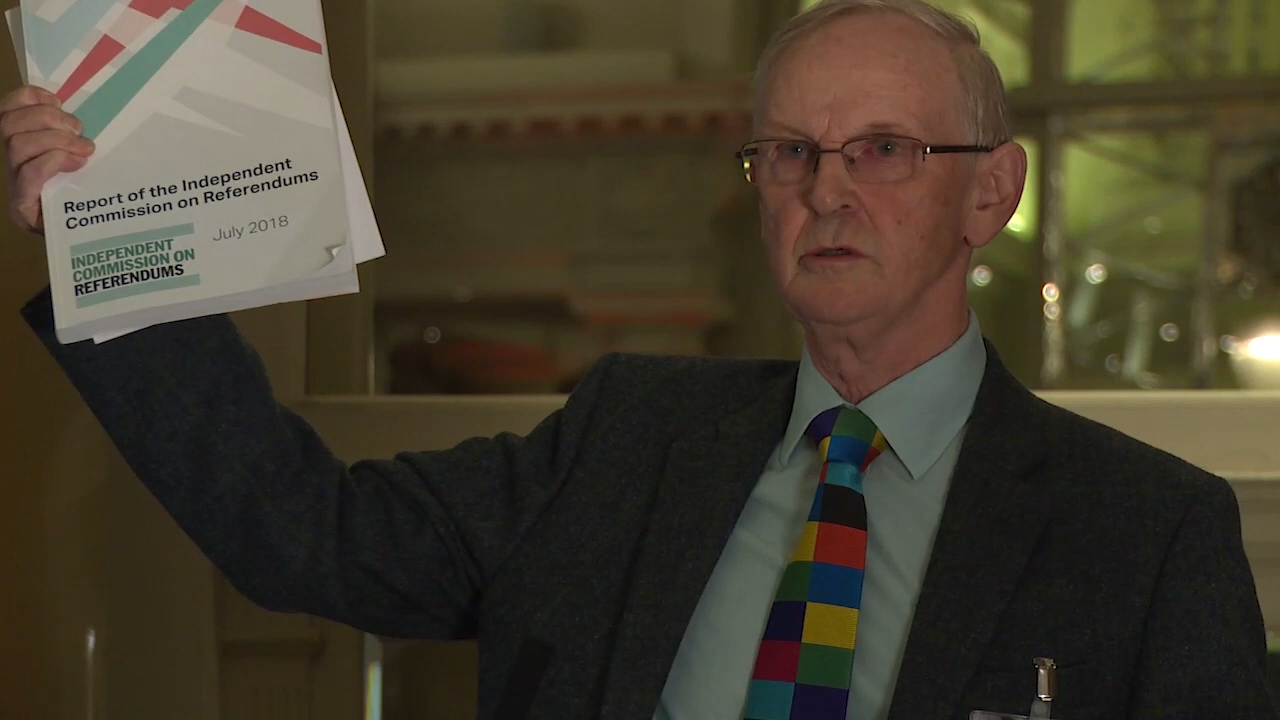 Report of the Independent
Commission on Referendums
July 2018
INDEPENDENT
COMMISSION ON
REFERENDUMS